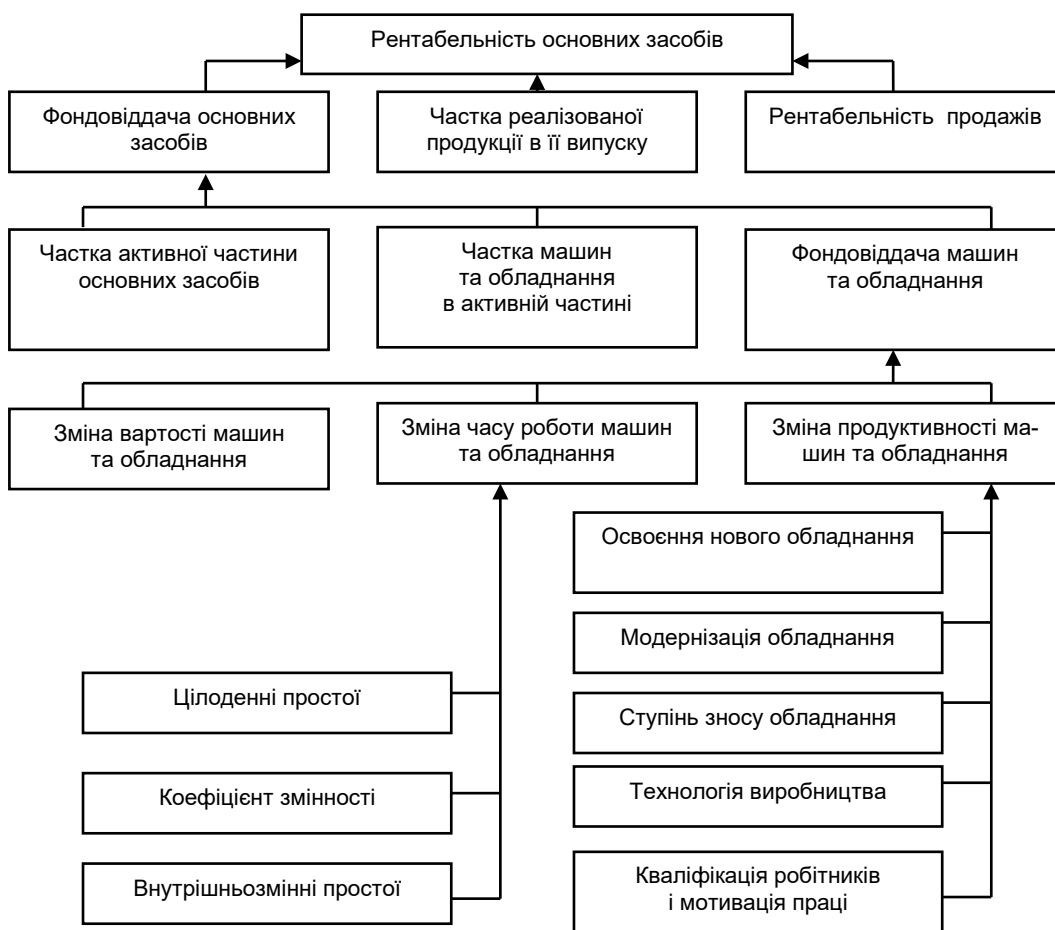 Рентабельність основних засобів
Фондовіддача основних
засобів
Частка реалізованої
продукції в її випуску
Рентабельність продажів
Частка активної частини
основних засобів
Частка машин
та обладнання
в активній частині
Фондовіддача машин
та обладнання
Зміна вартості машин
та обладнання
Зміна часу роботи машин
та обладнання
Зміна продуктивності ма-
шин та обладнання
Освоєння нового обладнання
Модернізація обладнання
Цілоденні простої
Ступінь зносу обладнання
Коефіцієнт змінності
Технологія виробництва
Внутрішньозмінні простої
Кваліфікація робітників
і мотивація праці